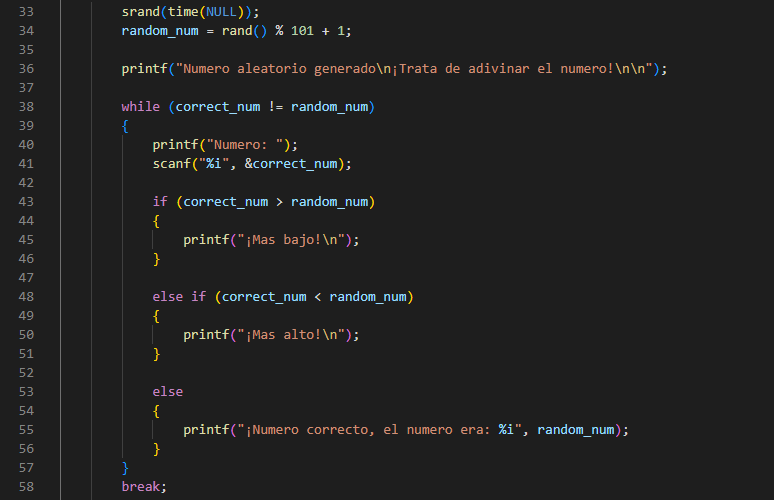 33 srand(time(NULL));
34 random_num = rand() % 101 + 1;
35
36 printf("Numero aleatorio generado\n¡Trata de adivinar el numero!\n\n");
37
38 while (correct_num != random_num)
39 {
40 printf("Numero: ");
41 scanf("%i", &correct_num);
42
43 if (correct_num > random_num)
44 {
45 printf("¡Mas bajo!\n");
46 }
47
48 else if (correct_num < random_num)
49 {
50 printf("¡Mas alto!\n");
51 }
52
53 else
54 {
55 printf("¡Numero correcto, el numero era: %i", random_num);
56 }
57 }
58 break;